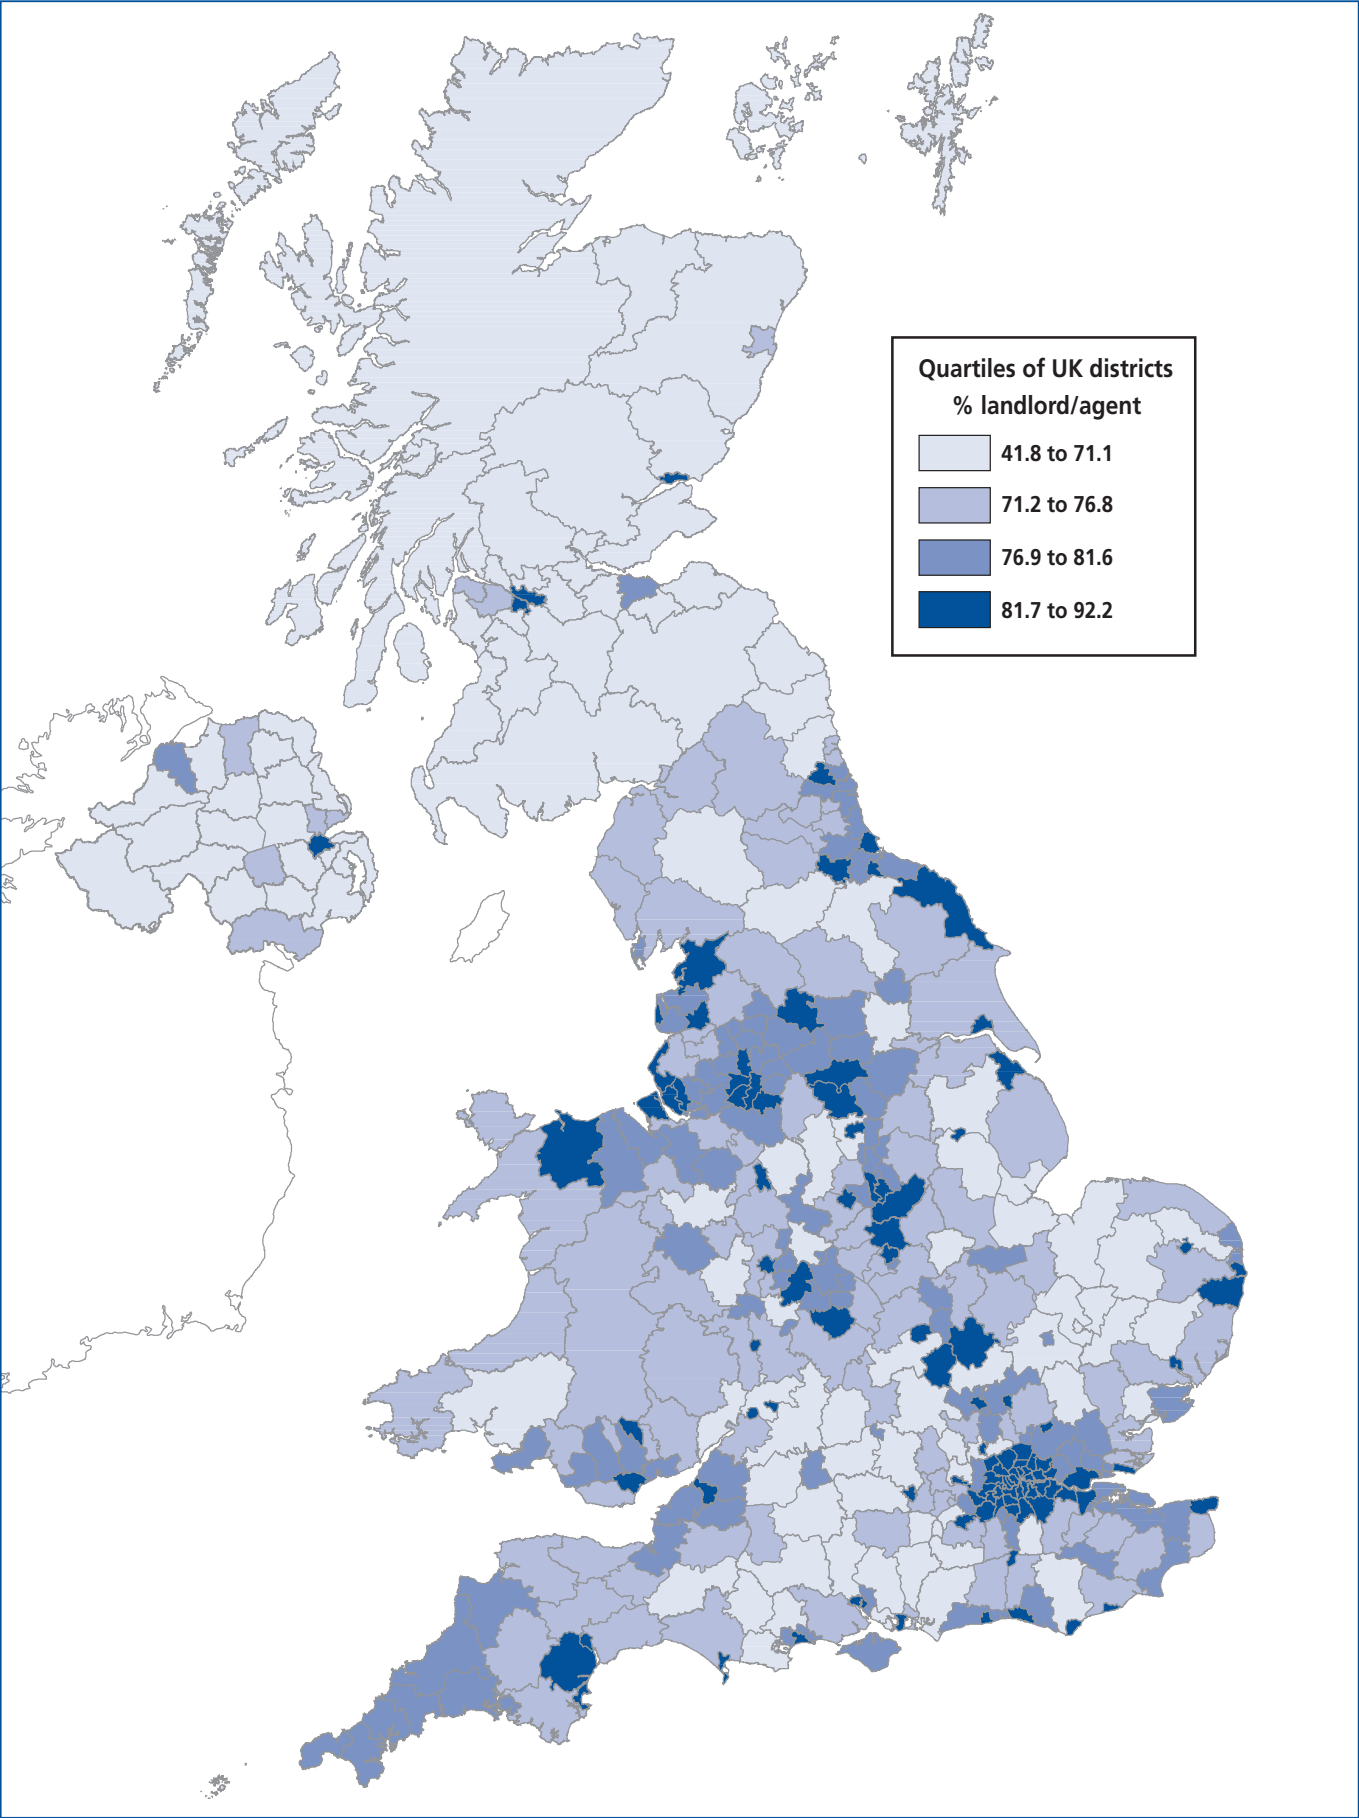 Quartiles of UK districts
% landlord/agent
41.8 to 71.1
71.2 to 76.8
76.9 to 81.6
81.7 to 92.2